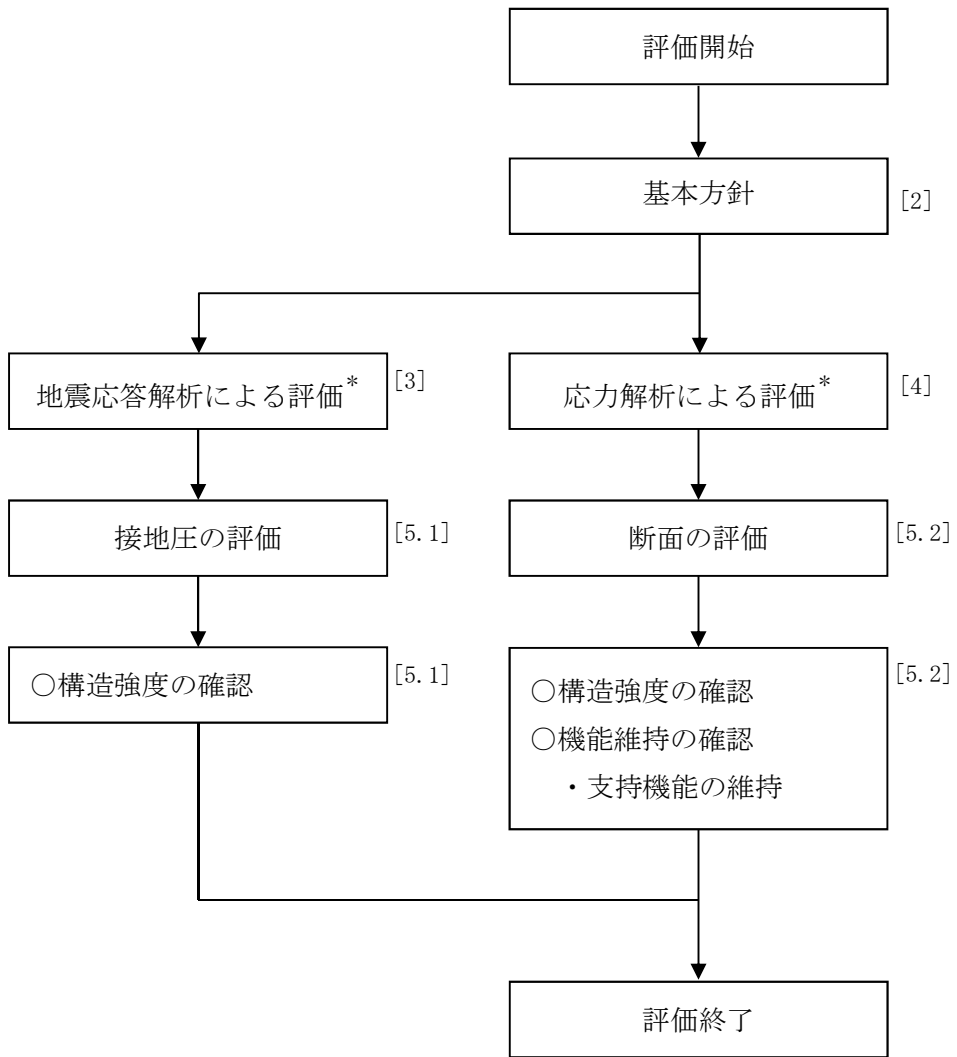 評価開始
基本方針
[2]
地震応答解析による評価*
[3]
応力解析による評価*
[4]
接地圧の評価
[5.1]
断面の評価
[5.2]
○構造強度の確認
[5.1]
○構造強度の確認
○機能維持の確認
・支持機能の維持
[5.2]
評価終了